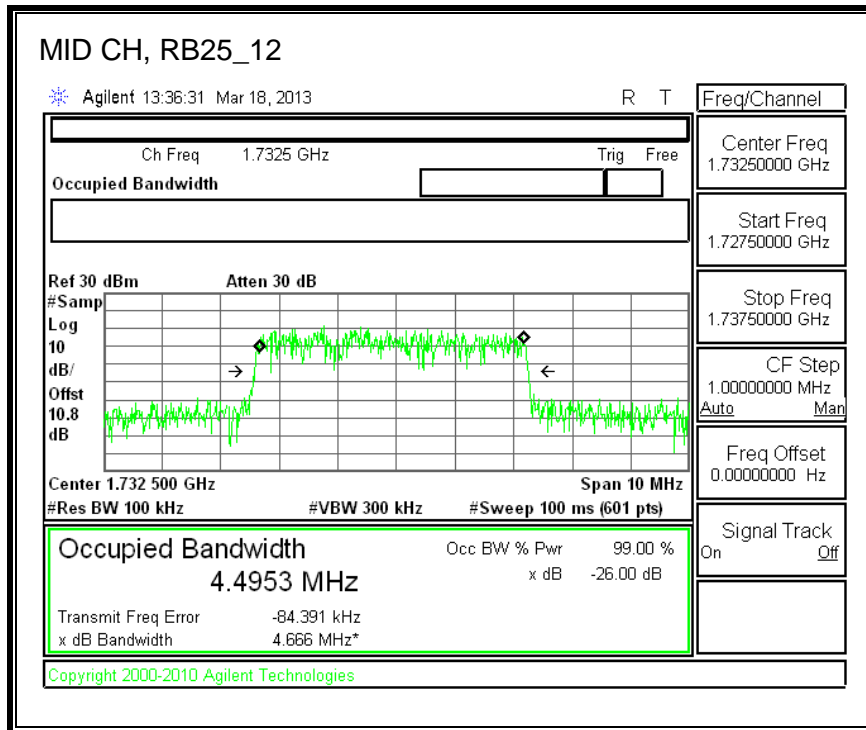 MID CH, RB25_12
Agilent 13:36:31 Mar 18, 2013 R T
Ch Freq 1.7325 GHz Trig Free
Occupied Bandwidth
Ref 30 dBm Atten 30 dB
#Samp
Log
10
dB/
Offst
10.8
dB
Center 1.732 500 GHz Span 10 MHz
#Res BW 100 kHz #VBW 300 kHz #Sweep 100 ms (601 pts)
Occupied Bandwidth
4.4953 MHz
Occ BW % Pwr 99.00 %
x dB -26.00 dB
Transmit Freq Error -84.391 kHz
x dB Bandwidth 4.666 MHz*
Copyright 2000-2010 Agilent Technologies
Freq/Channel
Center Freq
1.73250000 GHz
Start Freq
1.72750000 GHz
Stop Freq
1.73750000 GHz
CF Step
1.00000000 MHz
Auto Man
Freq Offset
0.00000000 Hz
Signal Track
On Off